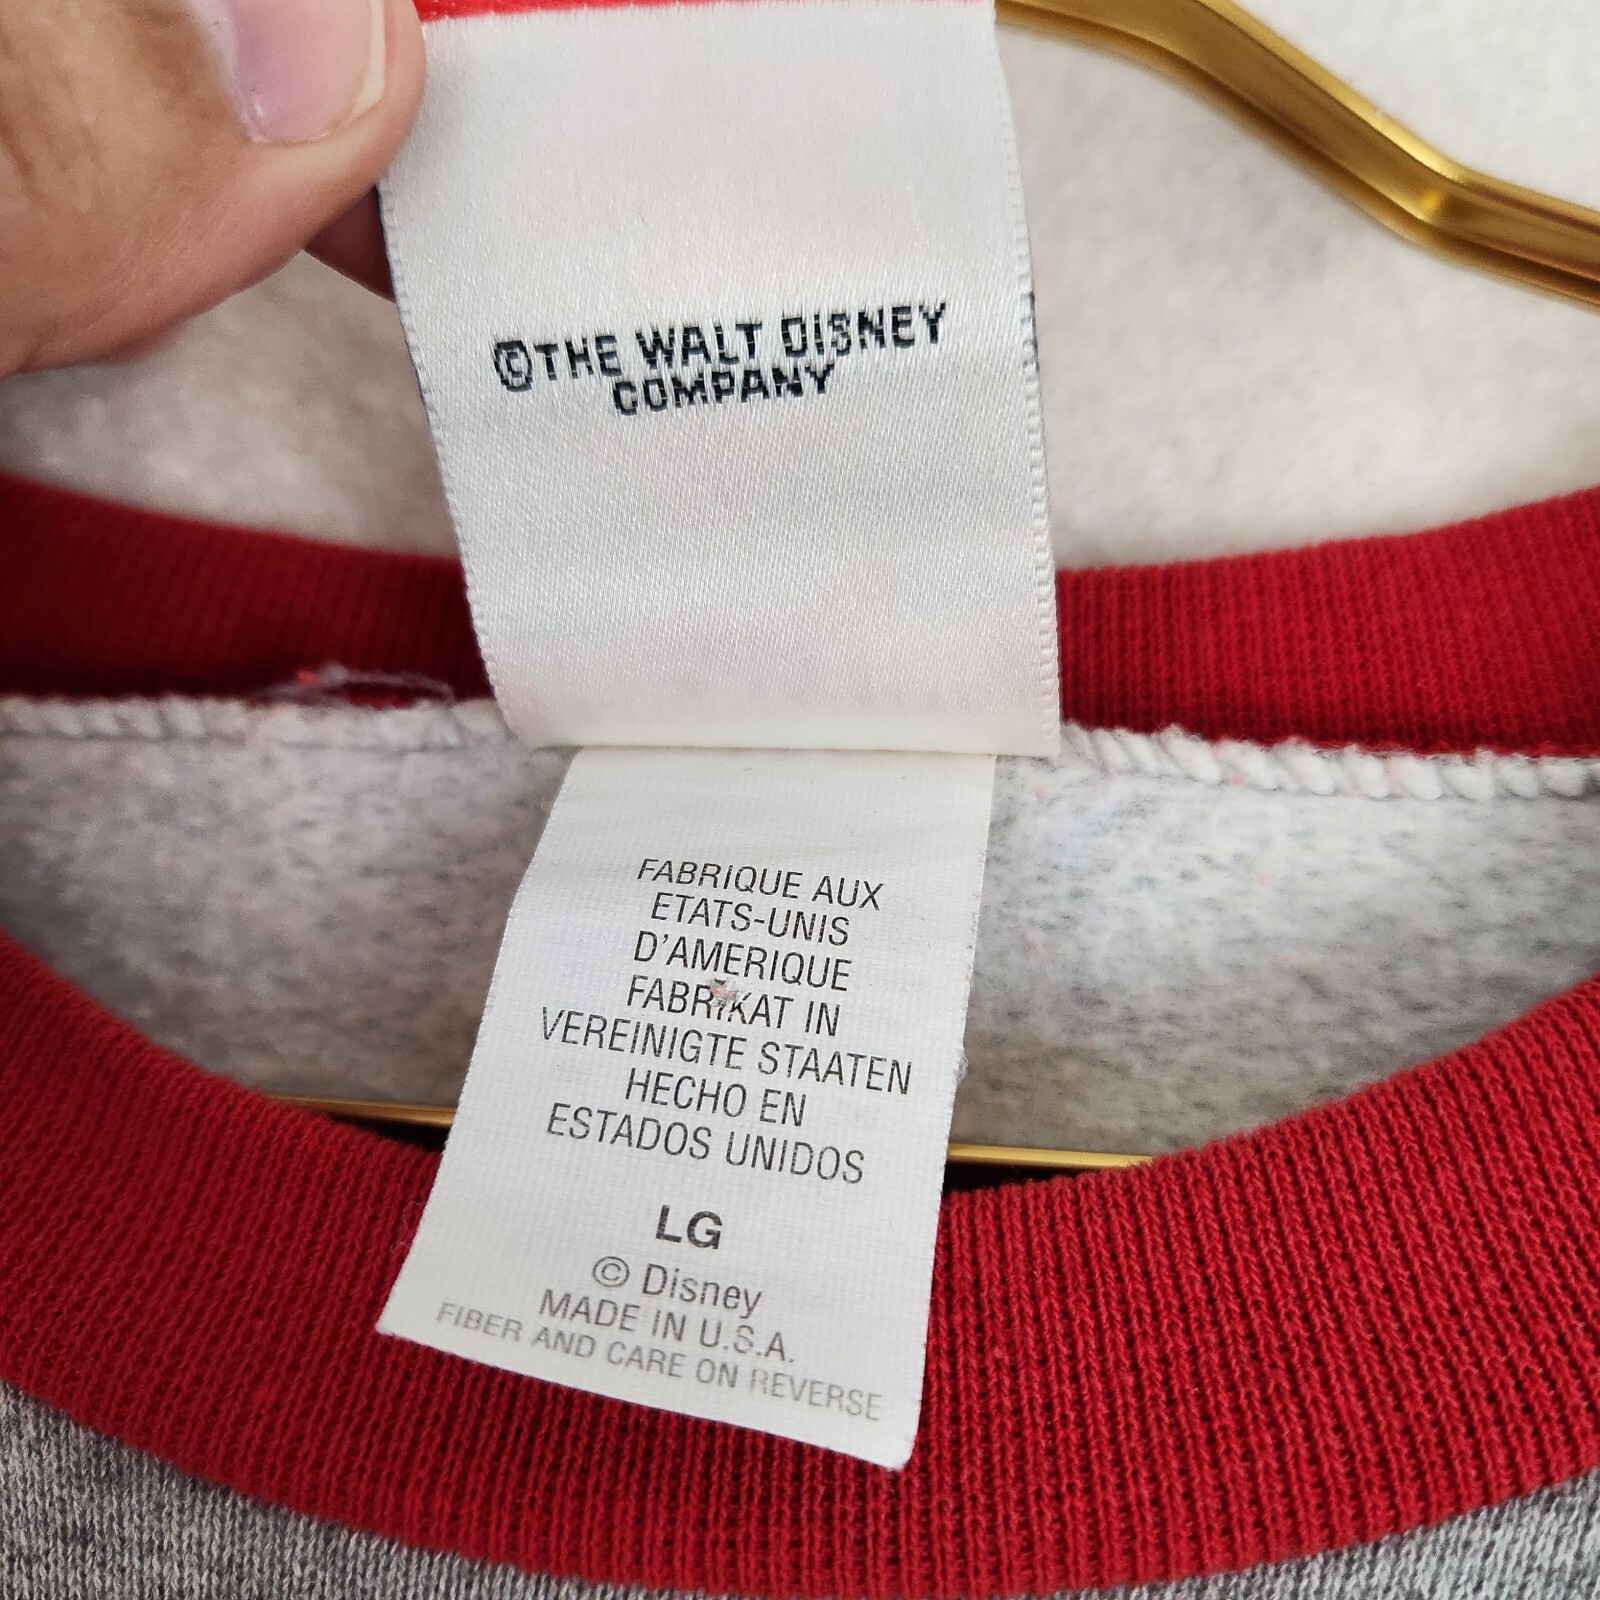 ©THE WALT DISNEY
COMPANY
FABRIQUE AUX
ETATS-UNIS
D'AMERIQUE
FABRIKAT IN
VEREINIGTE STAATEN
HECHO EN
ESTADOS UNIDOS
LG
© Disney
MADE IN U.S.A.
FIBER AND CARE ON REVERSE